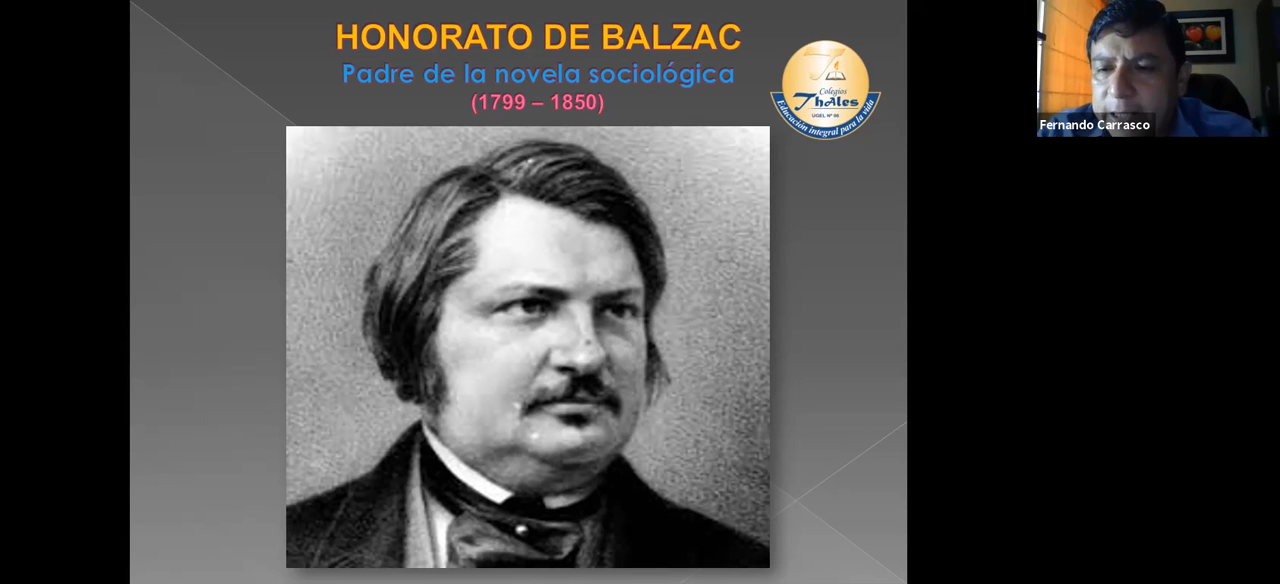 HONORATO DE BALZAC
Padre de la novela sociológica
(1799 – 1850)
Colegios
Thales
UGEL Nº 06
Educación integral para la vida
Fernando Carrasco